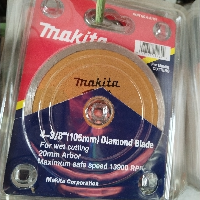 makita
makita
4-3/8"(105mm) Diamond Blade
For wet cutting
20mm Arbor
Maximum safe speed 13900 RPM
Makita Corporation